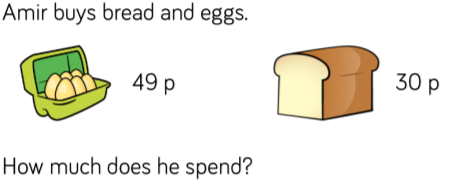 Amir buys bread and eggs.
49 p
30 p
How much does he spend?